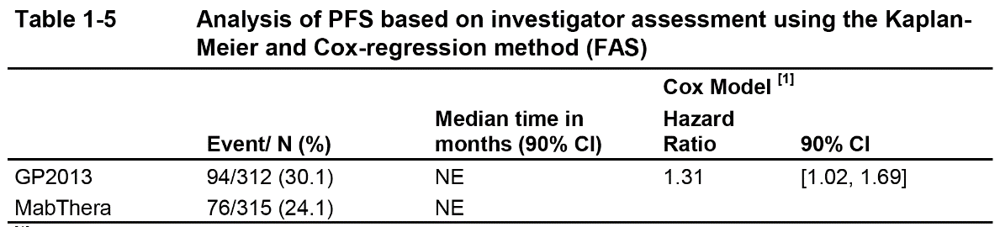 Table 1-5 Analysis of PFS based on investigator assessment using the Kaplan-
Meier and Cox-regression method (FAS)
Cox Model [1]
Median time in Hazard
Event/ N (%) months (90% CI) Ratio 90% CI
GP2013 94/312 (30.1) NE 1.31 [1.02, 1.69]
MabThera 76/315 (24.1) NE